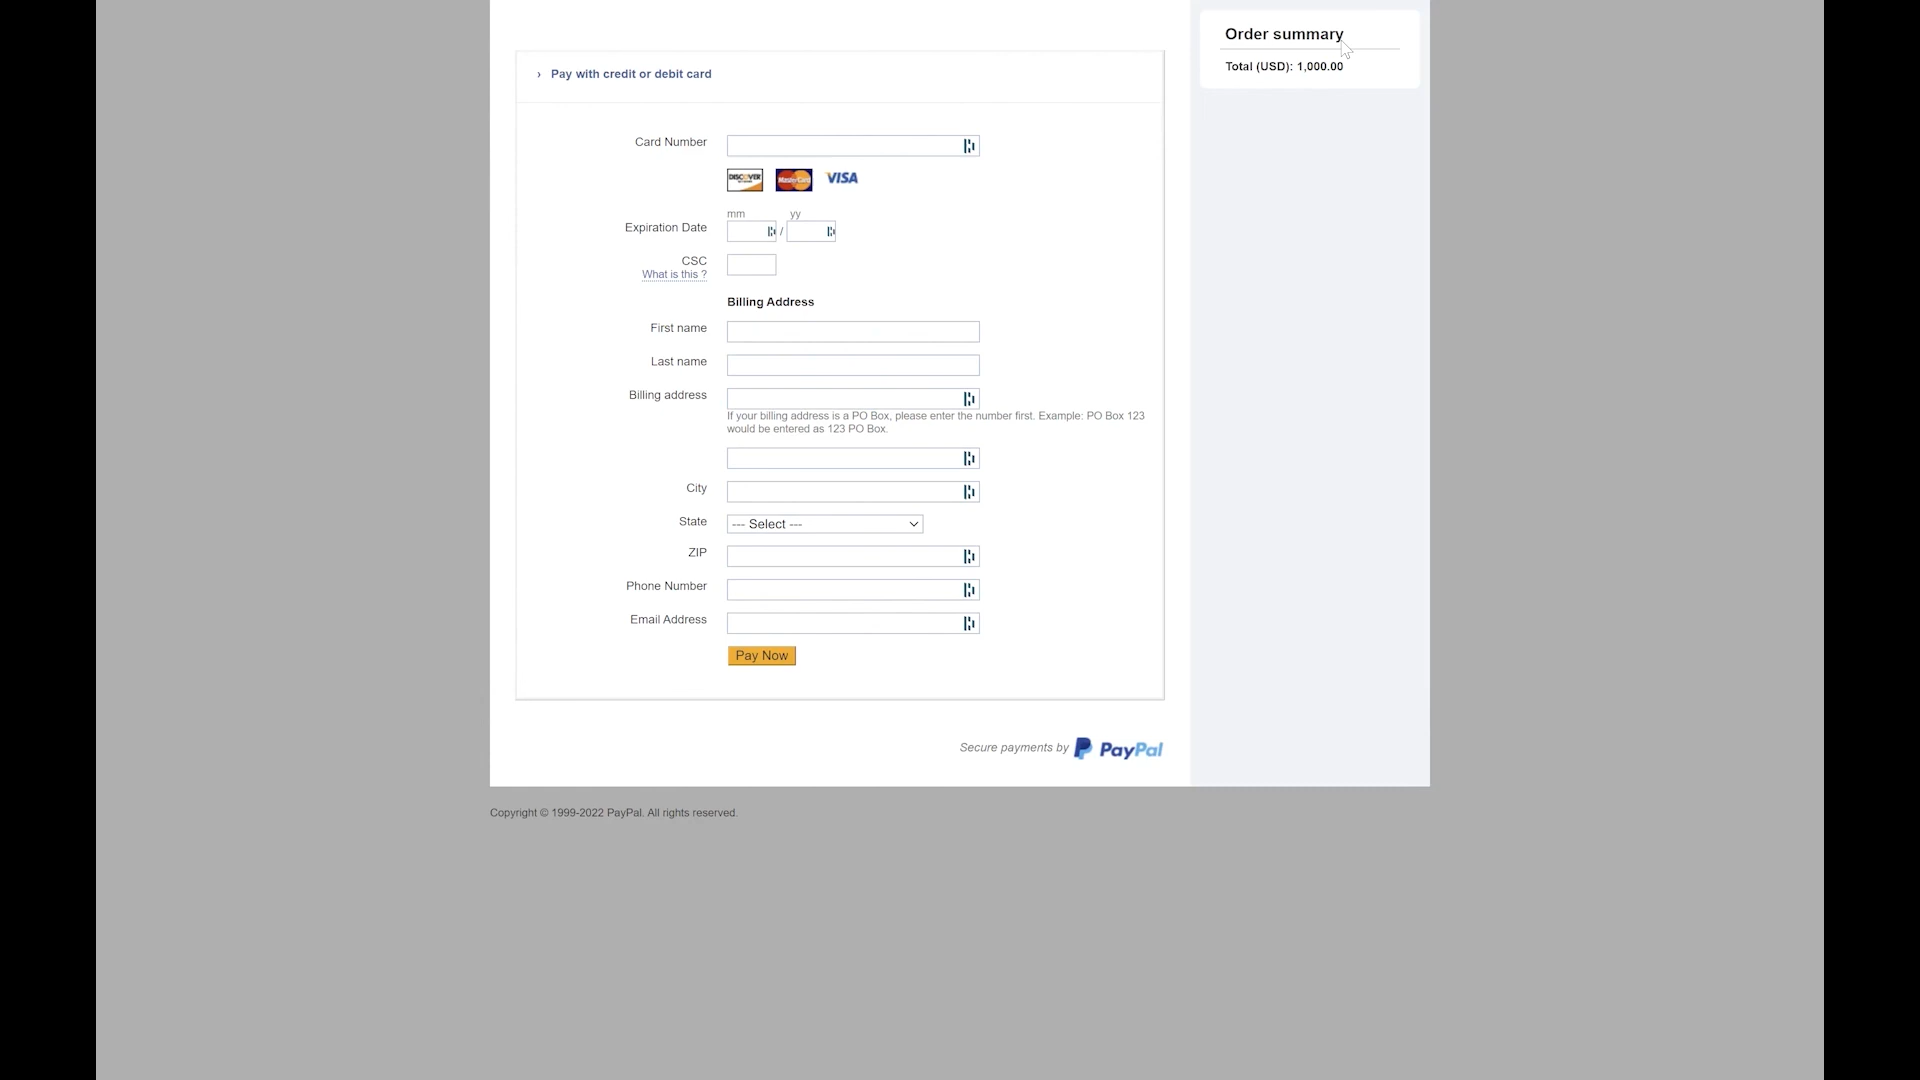 Order summary
Total (USD): 1,000.00
› Pay with credit or debit card
Card Number
DISCOVER MasterCard VISA
mm yy
Expiration Date /
CSC
What is this ?
Billing Address
First name
Last name
Billing address
If your billing address is a PO Box, please enter the number first. Example: PO Box 123
would be entered as 123 PO Box.
City
State --- Select ---
ZIP
Phone Number
Email Address
Pay Now
Secure payments by PayPal
Copyright © 1999-2022 PayPal. All rights reserved.